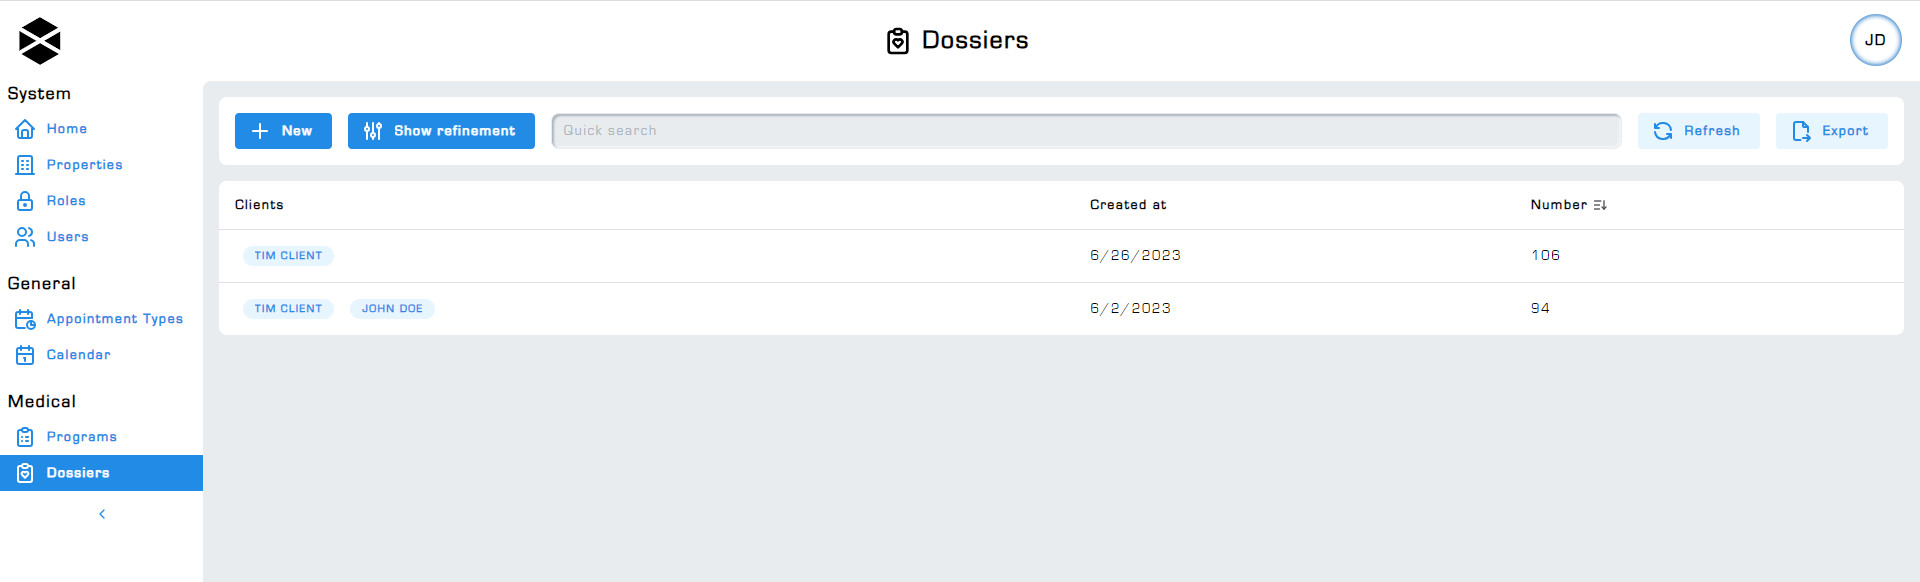 Dossiers
JD
System
Home
Properties
Roles
Users
General
Appointment Types
Calendar
Medical
Programs
Dossiers
New Show refinement Quick search Refresh Export
Clients Created at Number
TIM CLIENT 6/26/2023 106
TIM CLIENT JOHN DOE 6/2/2023 94